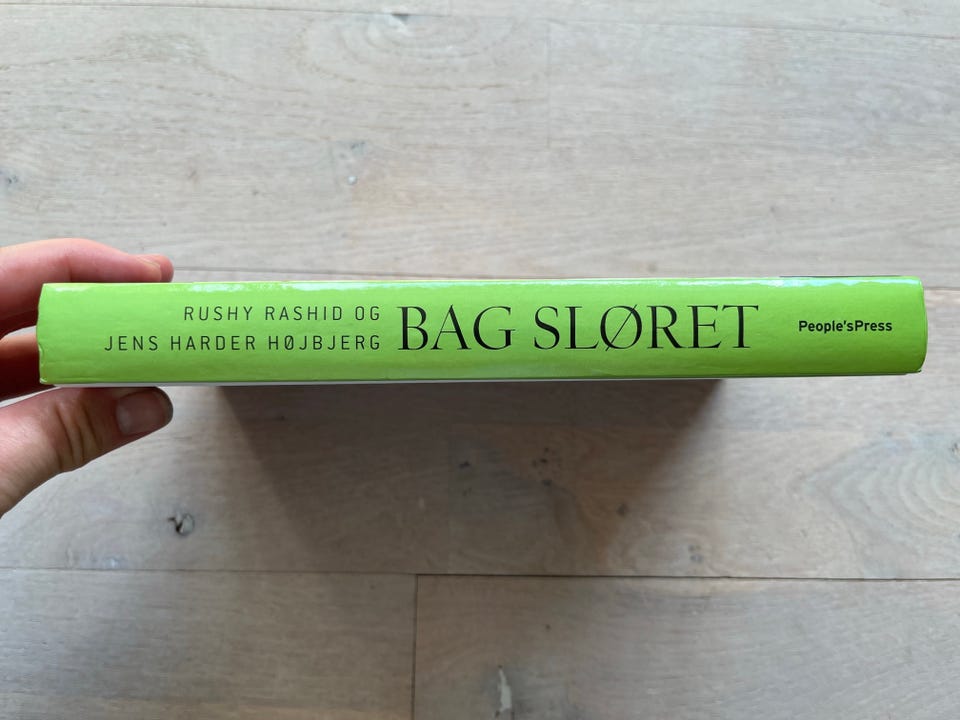 RUSHY RASHID OG
JENS HARDER HØJBJERG
BAG SLØRET
People'sPress